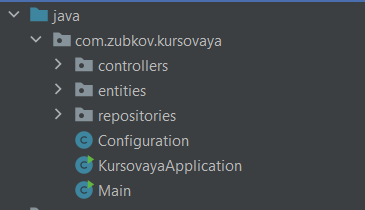 java
com.zubkov.kursovaya
controllers
entities
repositories
Configuration
KursovayaApplication
Main